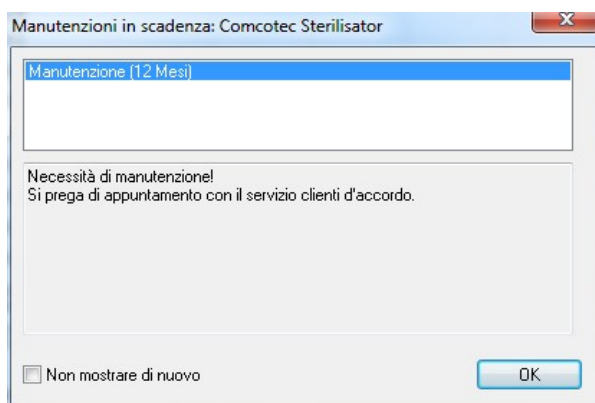 Manutenzioni in scadenza: Comcotec Sterilisator
Manutenzione (12 Mesi)
Necessità di manutenzione!
Si prega di appuntamento con il servizio clienti d'accordo.
Non mostrare di nuovo
OK